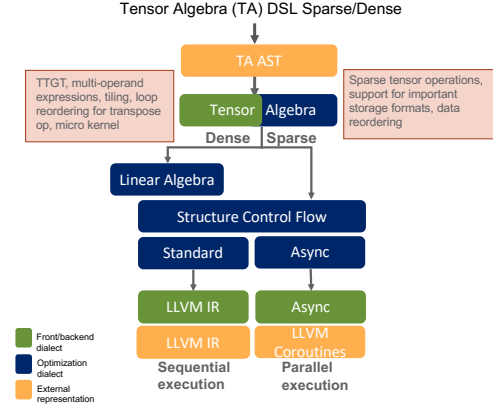 Tensor Algebra (TA) DSL Sparse/Dense
TA AST
TTGT, multi-operand
expressions, tiling, loop
reordering for transpose
op, micro kernel
Sparse tensor operations,
support for important
storage formats, data
reordering
Tensor Algebra
Dense Sparse
Linear Algebra
Structure Control Flow
Standard
Async
LLVM IR
Async
LLVM IR
LLVM
Coroutines
Sequential
execution
Parallel
execution
Front/backend
dialect
Optimization
dialect
External
representation